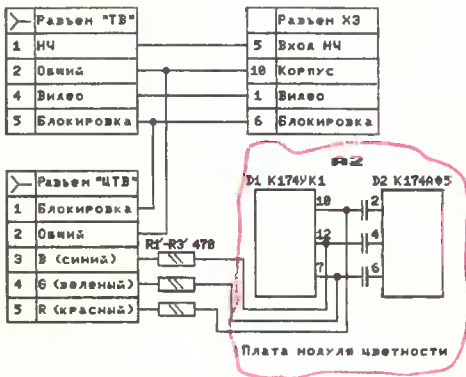 Разъем "ТВ"
1 НЧ
2 Общий
4 Видео
5 Блокировка
Разъем Х3
5 Вход НЧ
10 Корпус
1 Видео
6 Блокировка
Разъем "ЦТВ"
1 Блокировка
2 Общий
3 B (синий)
4 G (зеленый)
5 R (красный)
R1'-R3' 470
A2
D1 К174УК1
D2 К174АФ5
10
12
7
2
4
6
Плата модуля цветности